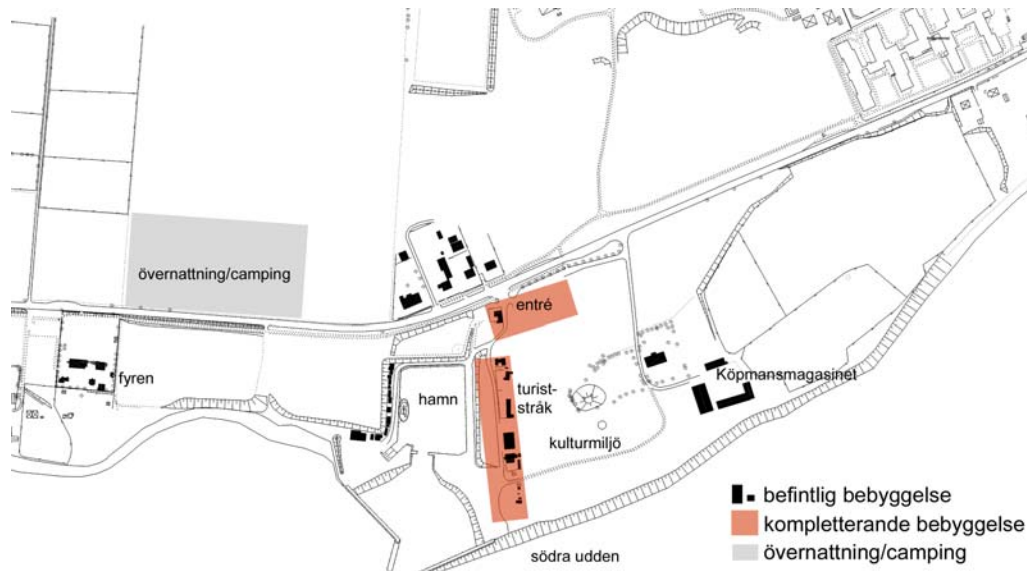 övernattning/camping
entré
fyren
hamn
turist-
stråk
Köpmansmagasinet
kulturmiljö
södra udden
befintlig bebyggelse
kompletterande bebyggelse
övernattning/camping